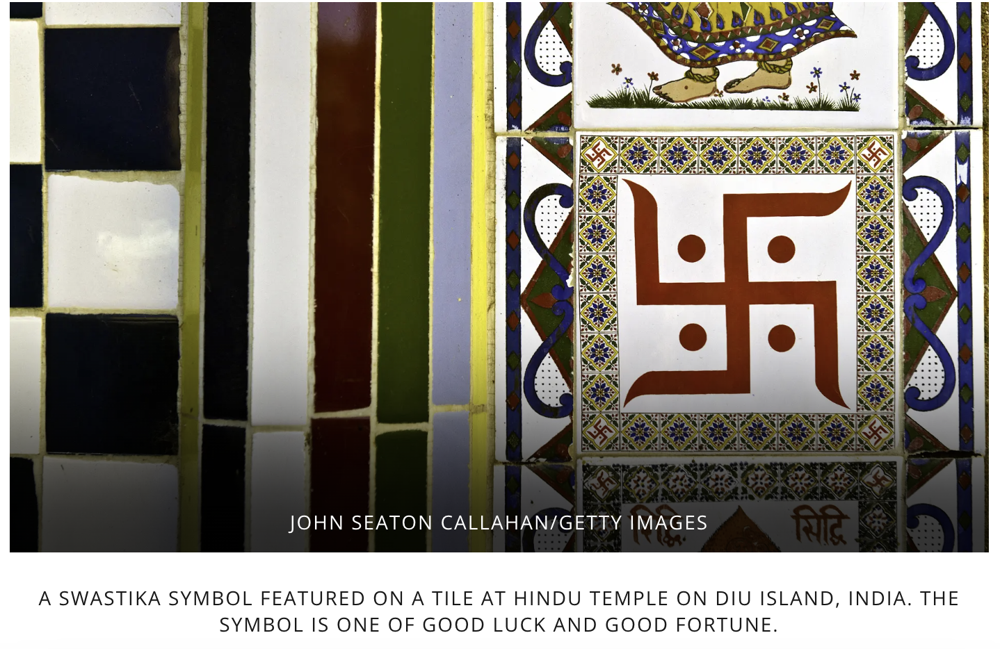 रिद्धि सिद्धि
JOHN SEATON CALLAHAN/GETTY IMAGES
A SWASTIKA SYMBOL FEATURED ON A TILE AT HINDU TEMPLE ON DIU ISLAND, INDIA. THE
SYMBOL IS ONE OF GOOD LUCK AND GOOD FORTUNE.